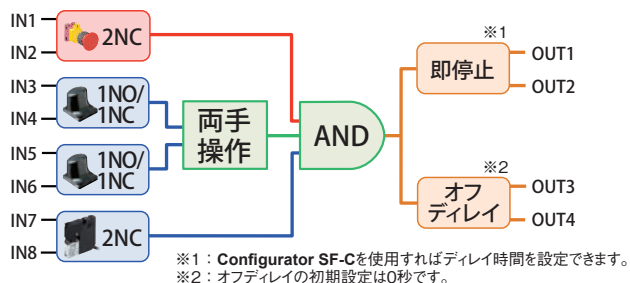 IN1
IN2
2NC
IN3
IN4
1NO/
1NC
IN5
IN6
1NO/
1NC
IN7
IN8
2NC
両手
操作
AND
※1
即停止
OUT1
OUT2
※2
オフ
ディレイ
OUT3
OUT4
※1：Configurator SF-Cを使用すればディレイ時間を設定できます。
※2：オフディレイの初期設定は0秒です。